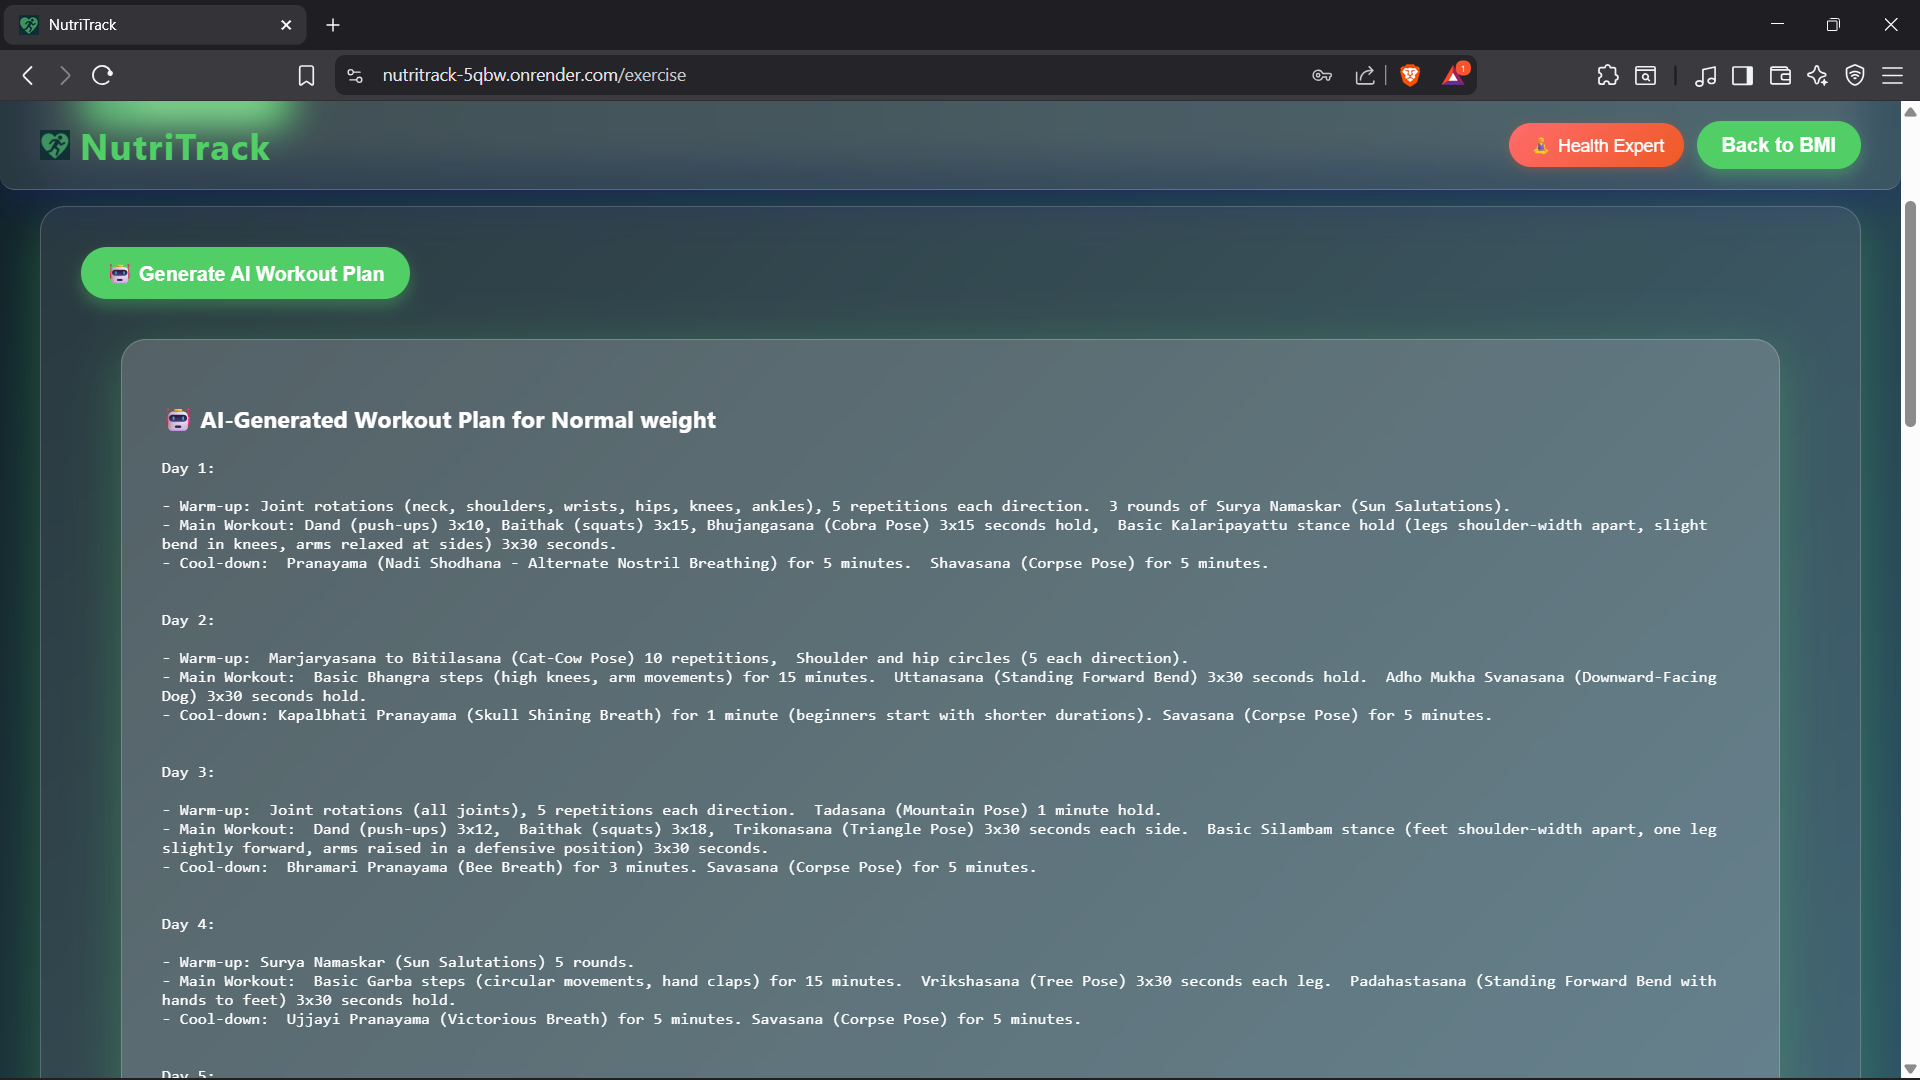 NutriTrack
nutritrack-5qbw.onrender.com/exercise
1
NutriTrack
Health Expert
Back to BMI
Generate AI Workout Plan
AI-Generated Workout Plan for Normal weight
Day 1:
- Warm-up: Joint rotations (neck, shoulders, wrists, hips, knees, ankles), 5 repetitions each direction.  3 rounds of Surya Namaskar (Sun Salutations).
- Main Workout: Dand (push-ups) 3x10, Baithak (squats) 3x15, Bhujangasana (Cobra Pose) 3x15 seconds hold,  Basic Kalaripayattu stance hold (legs shoulder-width apart, slight
bend in knees, arms relaxed at sides) 3x30 seconds.
- Cool-down:  Pranayama (Nadi Shodhana - Alternate Nostril Breathing) for 5 minutes.  Shavasana (Corpse Pose) for 5 minutes.
Day 2:
- Warm-up:  Marjaryasana to Bitilasana (Cat-Cow Pose) 10 repetitions,  Shoulder and hip circles (5 each direction).
- Main Workout:  Basic Bhangra steps (high knees, arm movements) for 15 minutes.  Uttanasana (Standing Forward Bend) 3x30 seconds hold.  Adho Mukha Svanasana (Downward-Facing
Dog) 3x30 seconds hold.
- Cool-down: Kapalbhati Pranayama (Skull Shining Breath) for 1 minute (beginners start with shorter durations). Savasana (Corpse Pose) for 5 minutes.
Day 3:
- Warm-up:  Joint rotations (all joints), 5 repetitions each direction.  Tadasana (Mountain Pose) 1 minute hold.
- Main Workout:  Dand (push-ups) 3x12,  Baithak (squats) 3x18,  Trikonasana (Triangle Pose) 3x30 seconds each side.  Basic Silambam stance (feet shoulder-width apart, one leg
slightly forward, arms raised in a defensive position) 3x30 seconds.
- Cool-down:  Bhramari Pranayama (Bee Breath) for 3 minutes. Savasana (Corpse Pose) for 5 minutes.
Day 4:
- Warm-up: Surya Namaskar (Sun Salutations) 5 rounds.
- Main Workout:  Basic Garba steps (circular movements, hand claps) for 15 minutes.  Vrikshasana (Tree Pose) 3x30 seconds each leg.  Padahastasana (Standing Forward Bend with
hands to feet) 3x30 seconds hold.
- Cool-down:  Ujjayi Pranayama (Victorious Breath) for 5 minutes. Savasana (Corpse Pose) for 5 minutes.
Day 5: